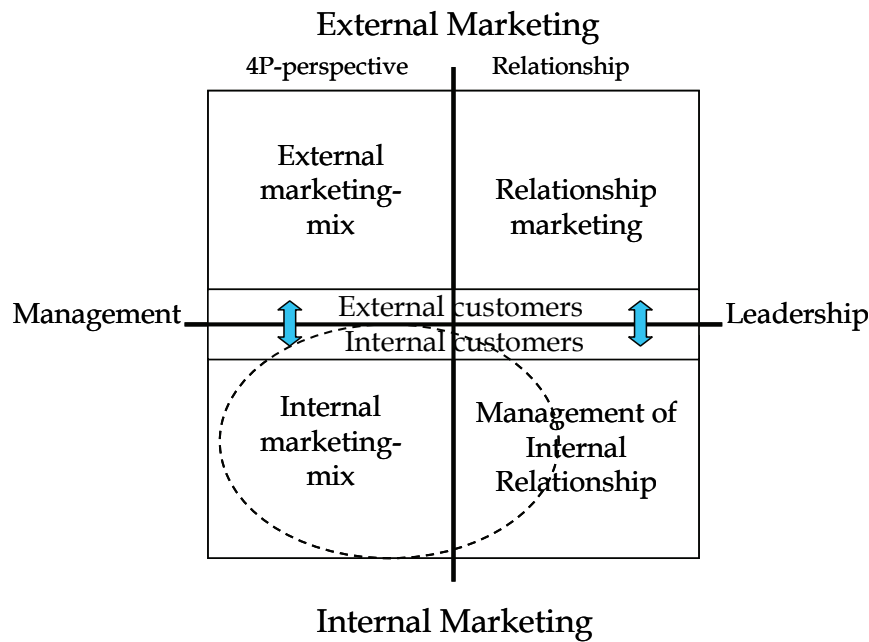 External Marketing
4P-perspective
Relationship
External
marketing-
mix
Relationship
marketing
Management
External customers
Leadership
Internal customers
Internal
marketing-
mix
Management of
Internal
Relationship
Internal Marketing